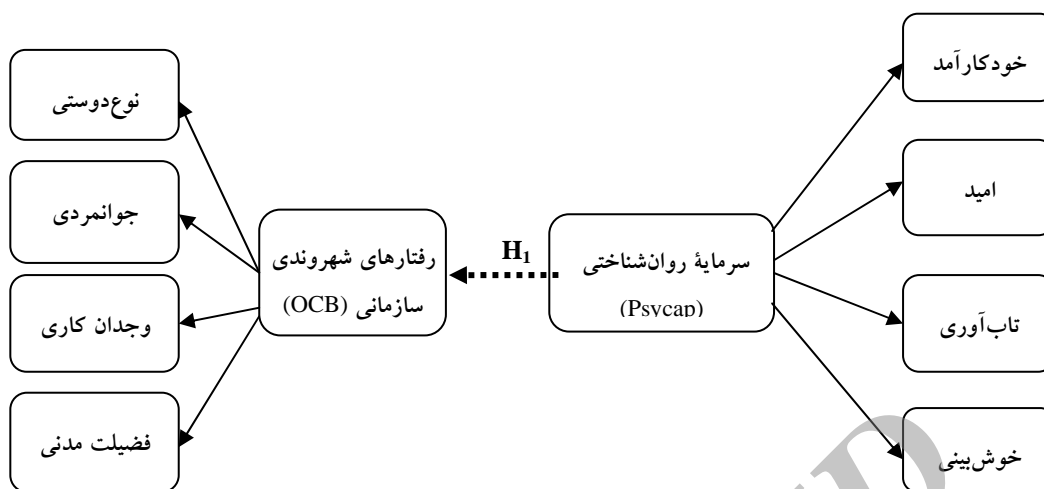 خودکارآمد
امید
تاب‌آوری
خوش‌بینی
سرمایۀ روان‌شناختی
(Psycap)
H1
رفتارهای شهروندی
سازمانی (OCB)
نوع‌دوستی
جوانمردی
وجدان کاری
فضیلت مدنی